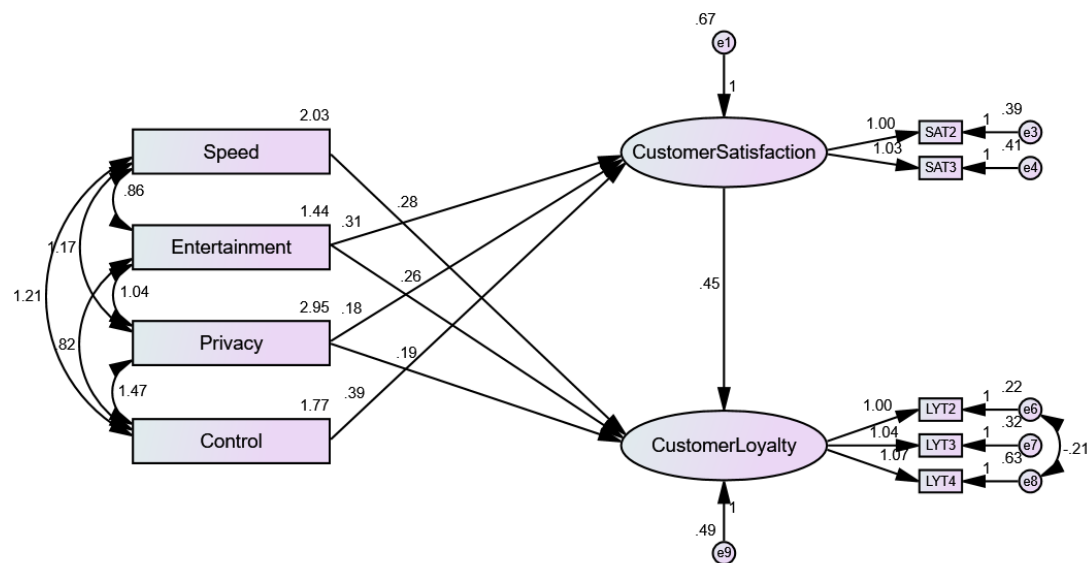 .67
e1
1
2.03
Speed
CustomerSatisfaction
1.00
SAT2
1
.39
e3
1.03
SAT3
1
.41
e4
.86
1.44
.31
.28
Entertainment
1.17
1.21
1.04
.26
.45
2.95
.18
Privacy
.82
.19
1.47
.39
1.77
Control
CustomerLoyalty
1.00
LYT2
1
.22
e6
1.04
LYT3
1
.32
e7
-.21
1.07
LYT4
1
.63
e8
1
.49
e9